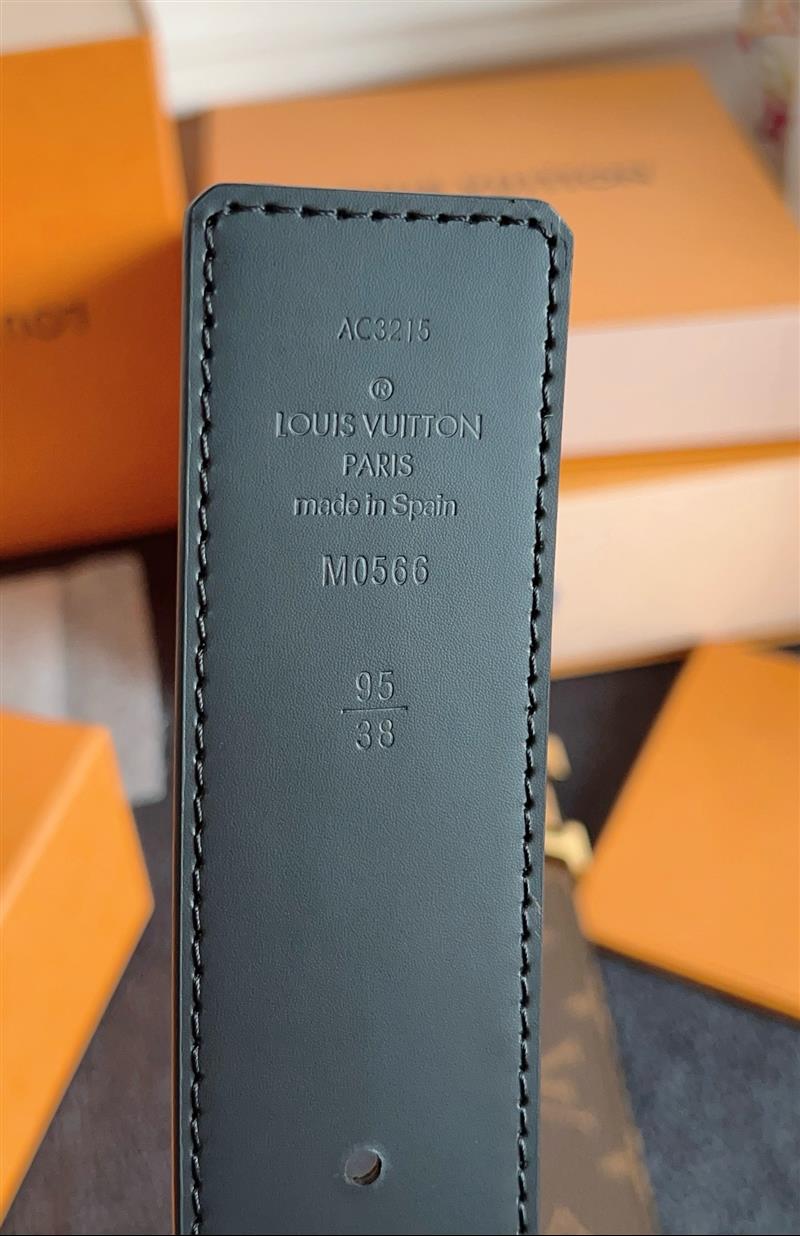 AC3215
®
LOUIS VUITTON
PARIS
made in Spain
M0566
95
38